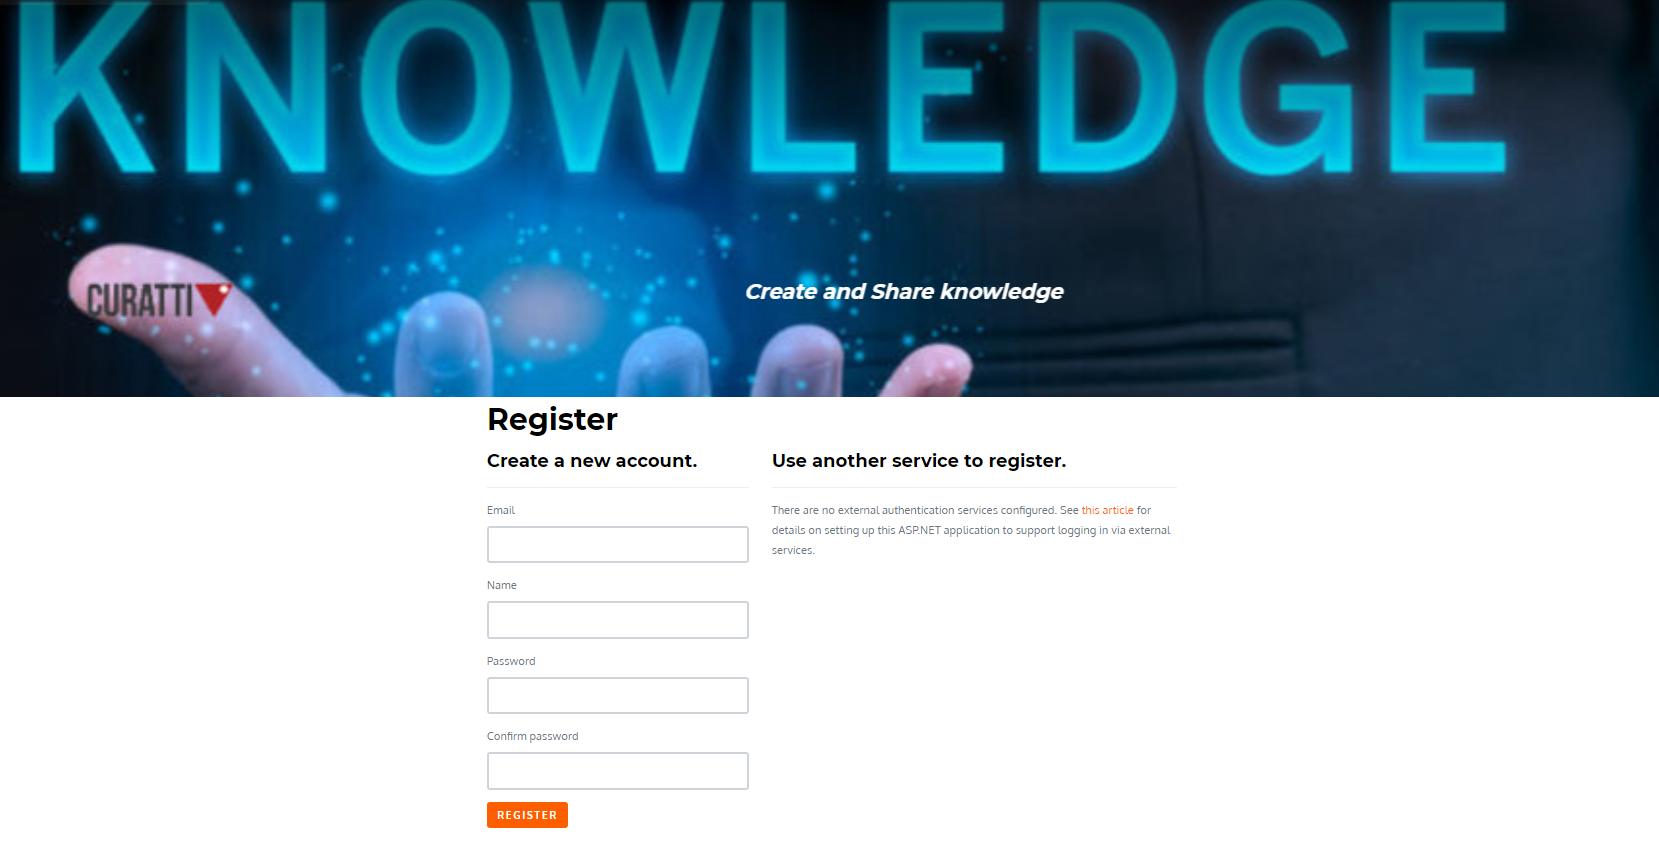 KNOWLEDGE
CURATTI
Create and Share knowledge
Register
Create a new account.
Use another service to register.
Email
There are no external authentication services configured. See this article for
details on setting up this ASP.NET application to support logging in via external
services.
Name
Password
Confirm password
REGISTER